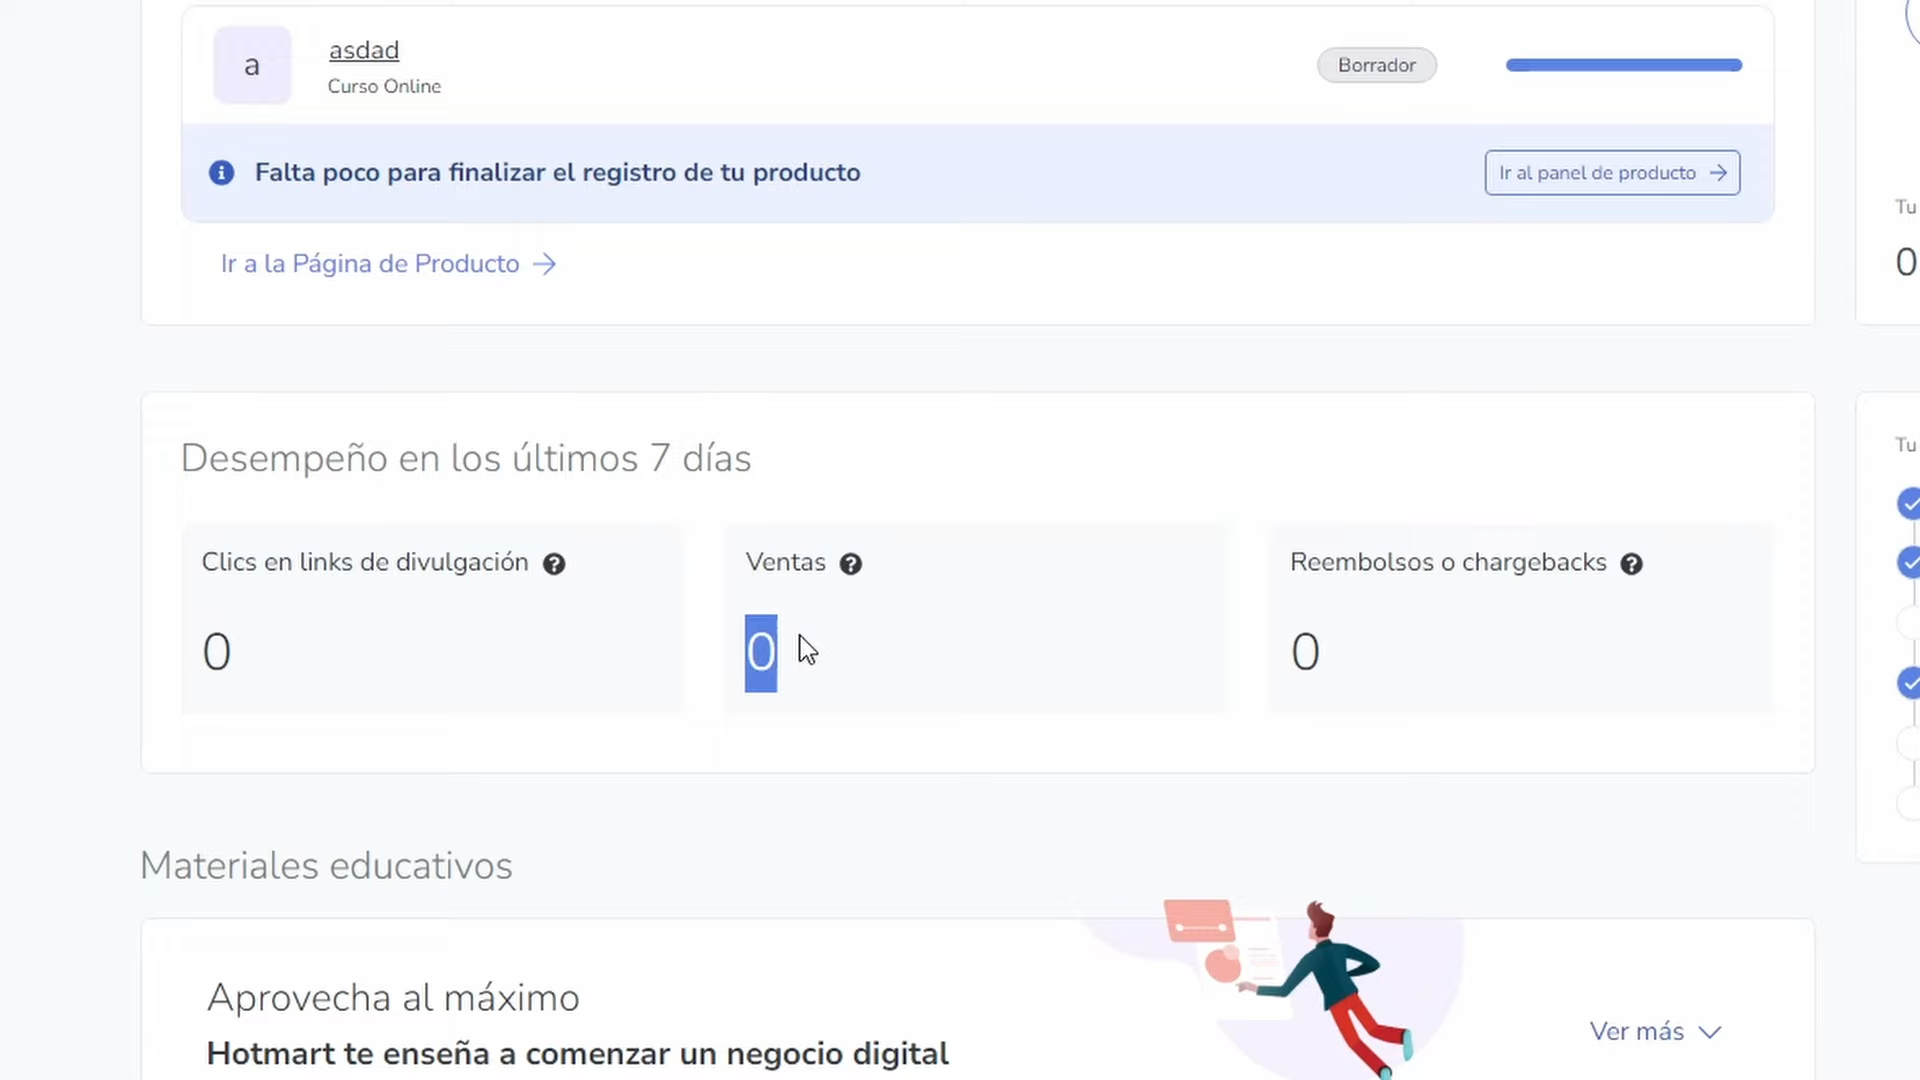 a
asdad
Curso Online
Borrador
Falta poco para finalizar el registro de tu producto
Ir al panel de producto
Ir a la Página de Producto
Tu
0
Desempeño en los últimos 7 días
Clics en links de divulgación
0
Ventas
0
Reembolsos o chargebacks
0
Tu
Materiales educativos
Aprovecha al máximo
Hotmart te enseña a comenzar un negocio digital
Ver más